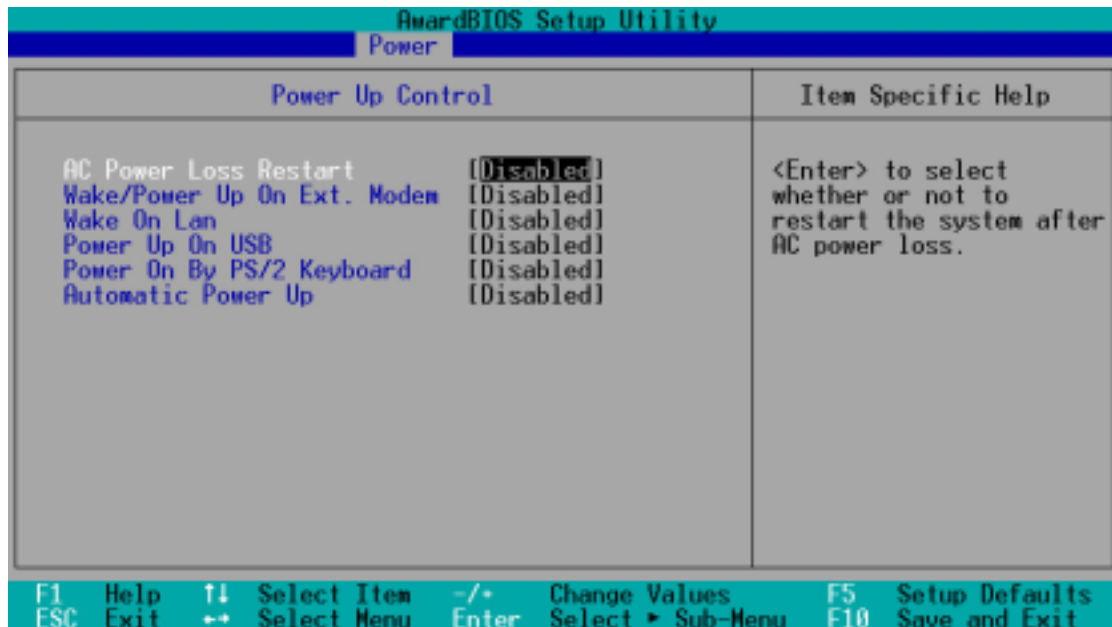 AwardBIOS Setup Utility
Power
Power Up Control
Item Specific Help
AC Power Loss Restart [Disabled]
Wake/Power Up On Ext. Modem [Disabled]
Wake On Lan [Disabled]
Power Up On USB [Disabled]
Power On By PS/2 Keyboard [Disabled]
Automatic Power Up [Disabled]
<Enter> to select
whether or not to
restart the system after
AC power loss.
F1 Help ↑↓ Select Item -/+ Change Values F5 Setup Defaults
ESC Exit ←→ Select Menu Enter Select ► Sub-Menu F10 Save and Exit